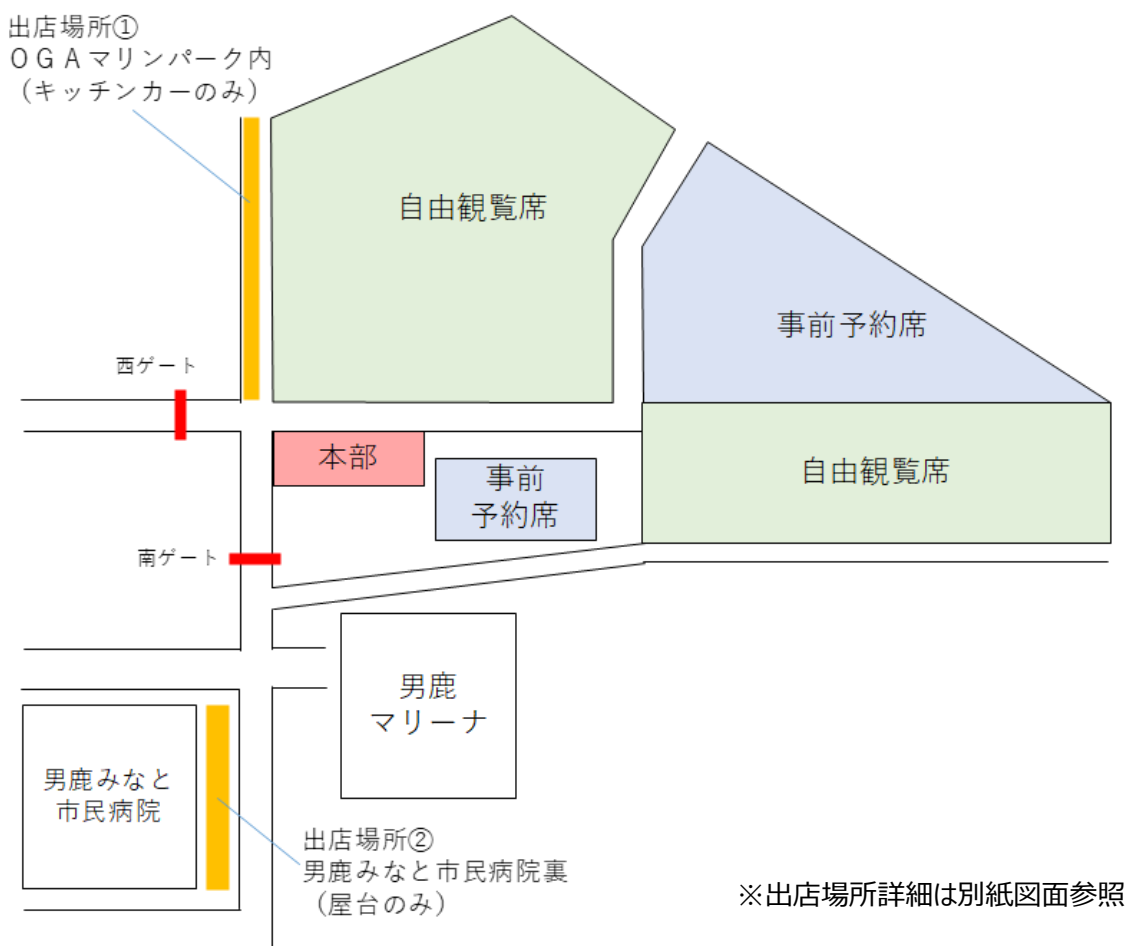 出店場所①
ＯＧＡマリンパーク内
（キッチンカーのみ）
自由観覧席
事前予約席
西ゲート
本部
事前
予約席
自由観覧席
南ゲート
男鹿
マリーナ
男鹿みなと
市民病院
出店場所②
男鹿みなと市民病院裏
（屋台のみ）
※出店場所詳細は別紙図面参照